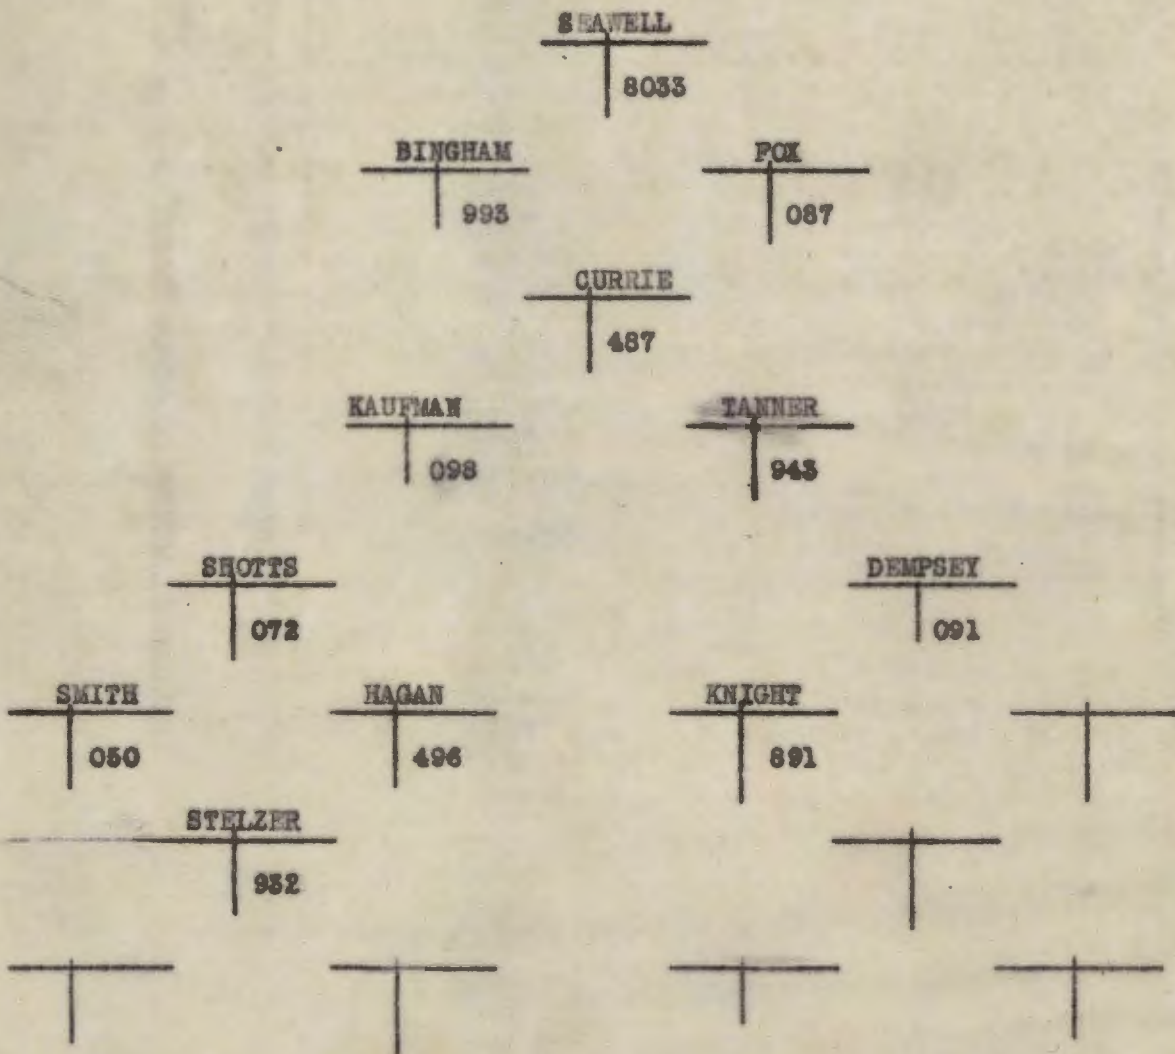 SEAWELL
8033
BINGHAM FOX
993 087
CURRIE
487
KAUFMAN TANNER
098 943
SHOTTS DEMPSEY
072 091
SMITH HAGAN KNIGHT
050 496 891
STELZER
932